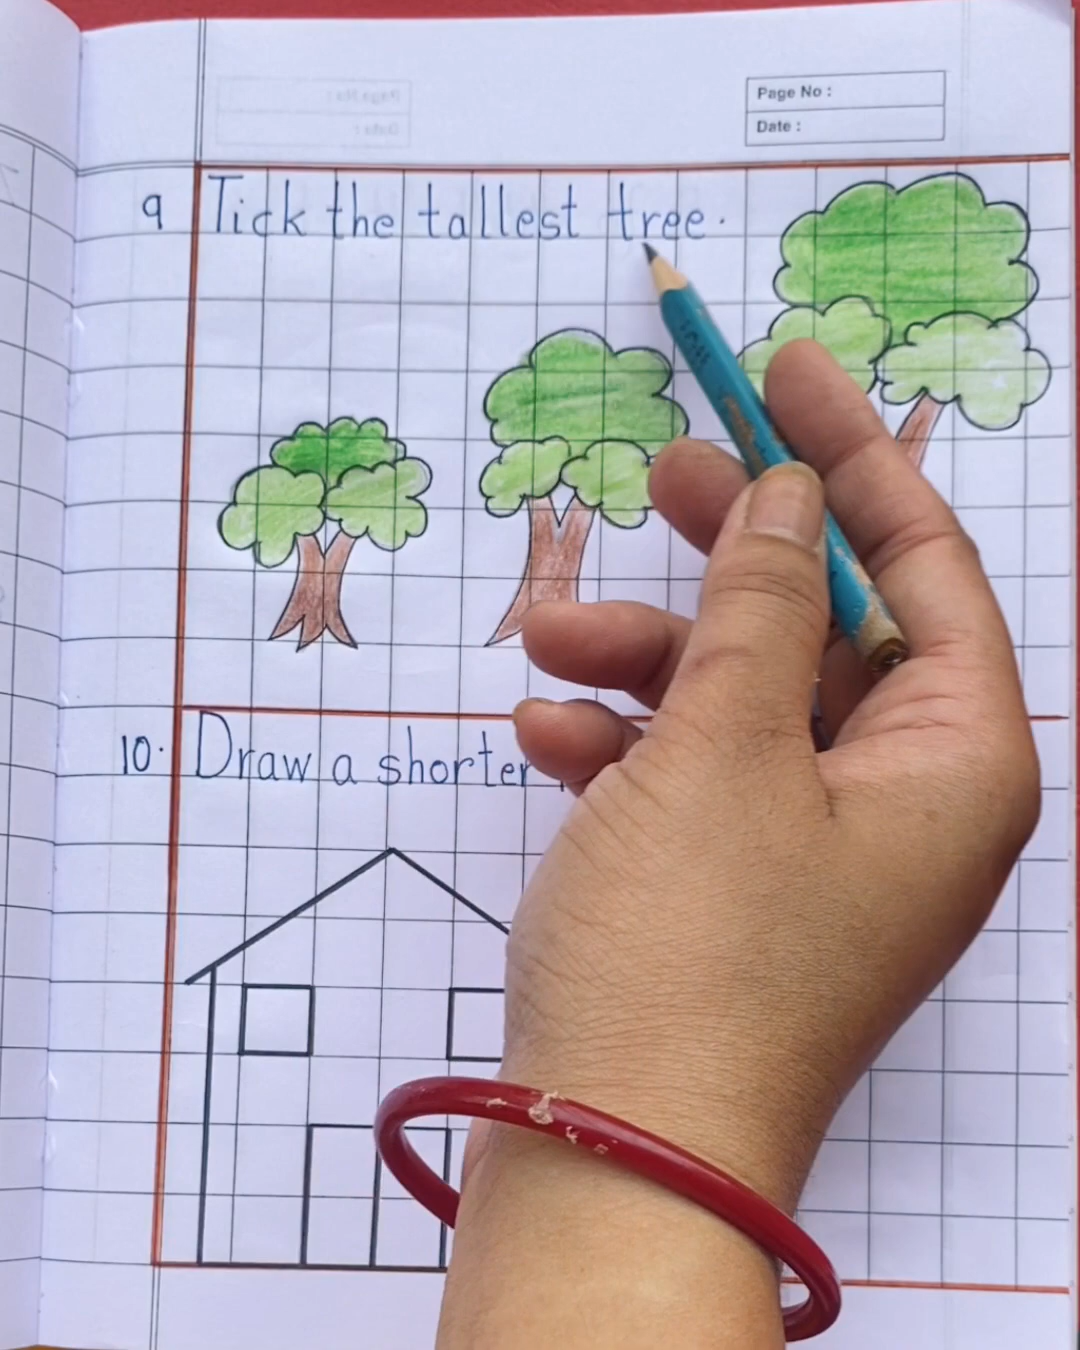 Page No :
Date :
9 Tick the tallest tree.
10. Draw a shorter